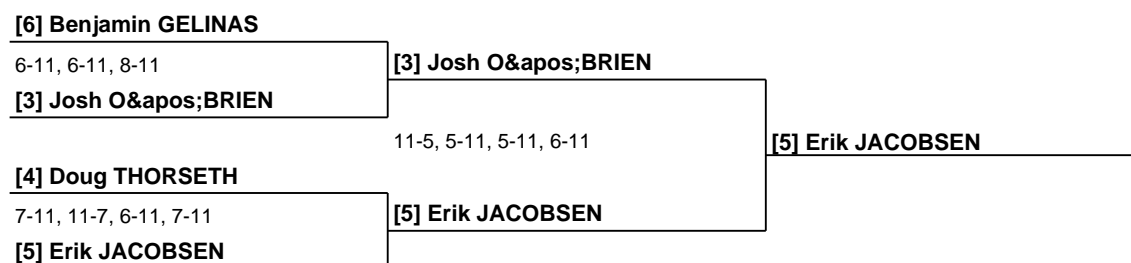 [6] Benjamin GELINAS
6-11, 6-11, 8-11
[3] Josh O&apos;BRIEN
[3] Josh O&apos;BRIEN
11-5, 5-11, 5-11, 6-11
[5] Erik JACOBSEN
[4] Doug THORSETH
7-11, 11-7, 6-11, 7-11
[5] Erik JACOBSEN
[5] Erik JACOBSEN